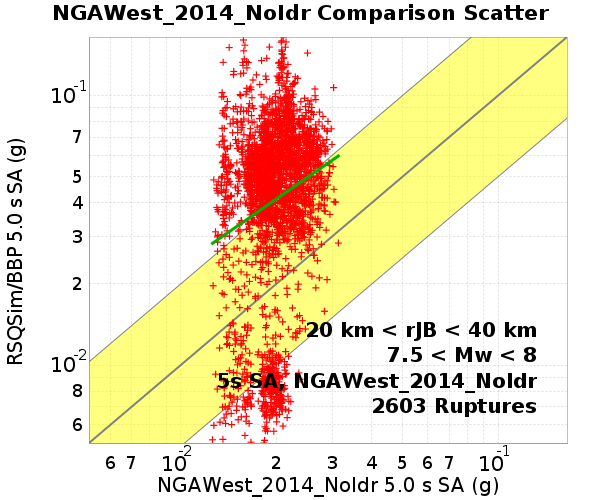 NGAWest_2014_NoIdr Comparison Scatter
RSQSim/BBP 5.0 s SA (g)
10-1
7
5
4
3
2
10-2
8
6
20 km < rJB < 40 km
7.5 < Mw < 8
5s SA, NGAWest_2014_NoIdr
2603 Ruptures
6 7 10-2 2 3 4 5 6 7 10-1
NGAWest_2014_NoIdr 5.0 s SA (g)